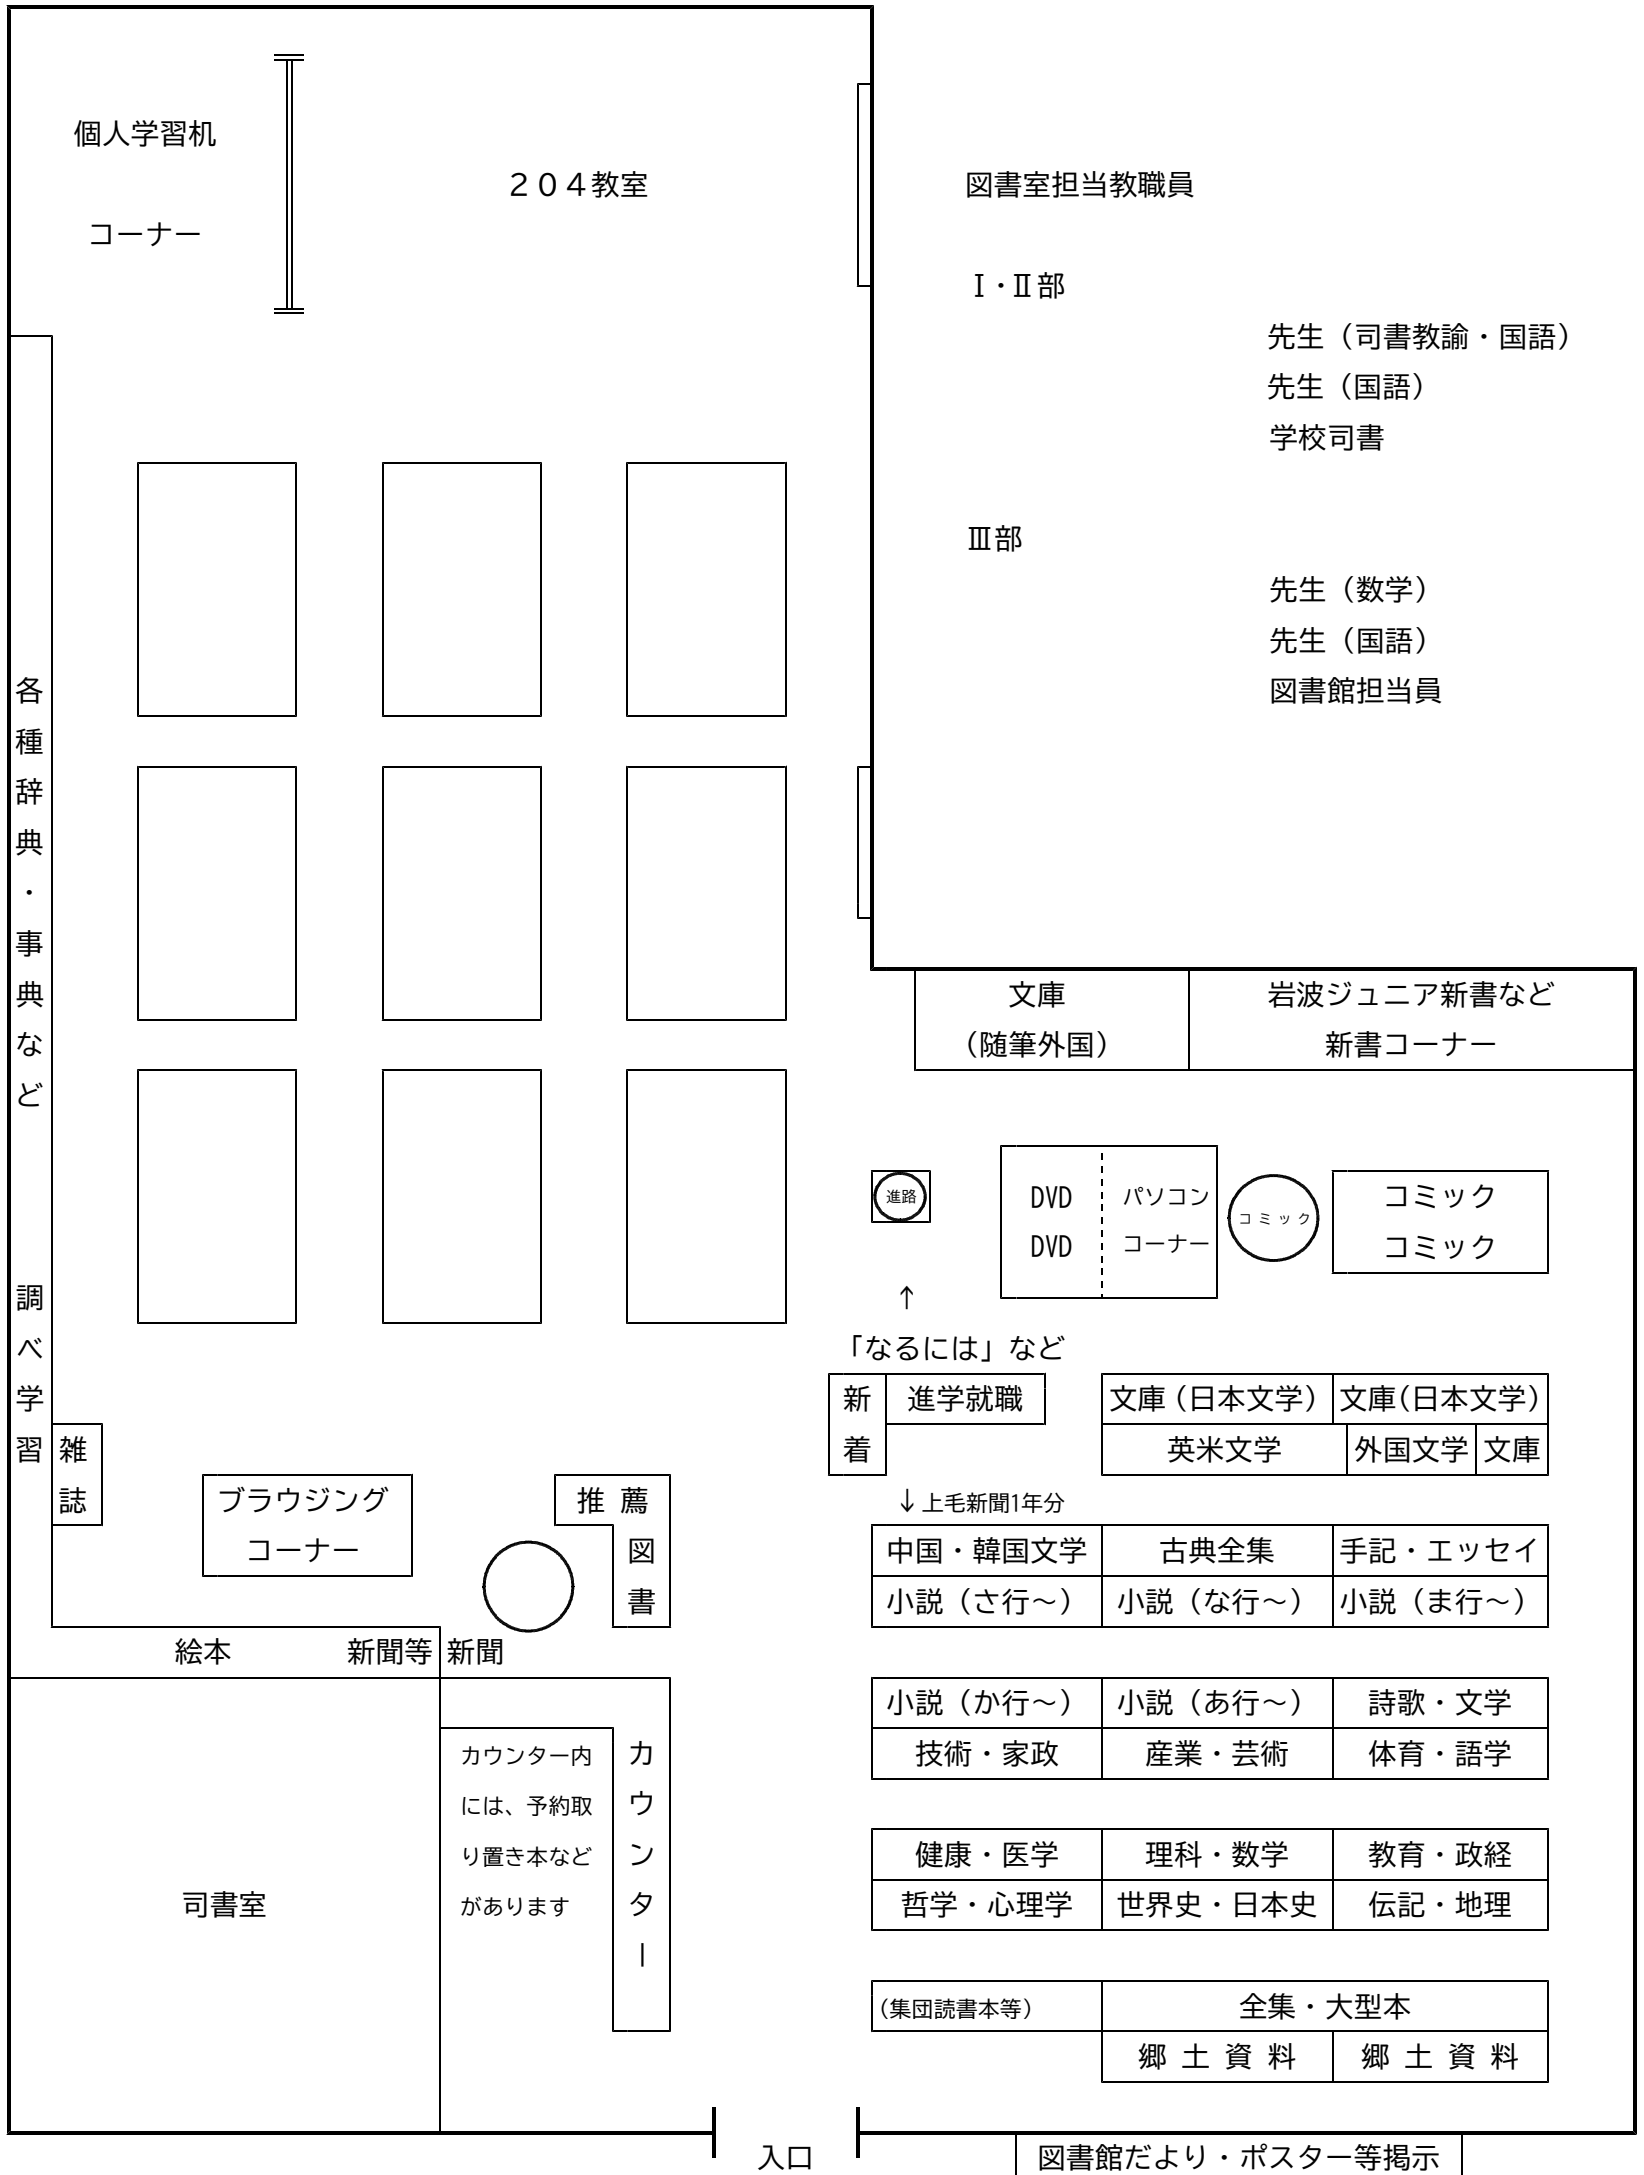 個人学習机
コーナー
２０４教室
図書室担当教職員
Ⅰ・Ⅱ部
先生（司書教諭・国語）
先生（国語）
学校司書
Ⅲ部
先生（数学）
先生（国語）
図書館担当員
各種辞典・事典など
調べ学習
文庫
（随筆外国）
岩波ジュニア新書など
新書コーナー
進路
DVD
DVD
パソコン
コーナー
コミック
コミック
コミック
↑
「なるには」など
新着
進学就職
文庫（日本文学）
文庫（日本文学）
英米文学
外国文学
文庫
雑誌
ブラウジング
コーナー
推薦図書
↓上毛新聞1年分
中国・韓国文学
古典全集
手記・エッセイ
小説（さ行～）
小説（な行～）
小説（ま行～）
絵本
新聞等
新聞
小説（か行～）
小説（あ行～）
詩歌・文学
技術・家政
産業・芸術
体育・語学
カウンター内
には、予約取
り置き本など
があります
カウンター
司書室
健康・医学
理科・数学
教育・政経
哲学・心理学
世界史・日本史
伝記・地理
（集団読書本等）
全集・大型本
郷土資料
郷土資料
入口
図書館だより・ポスター等掲示